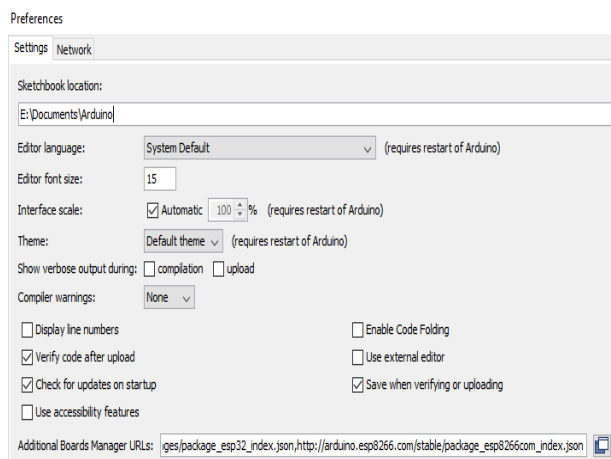 Preferences
Settings Network
Sketchbook location:
E:\Documents\Arduino
Editor language: System Default (requires restart of Arduino)
Editor font size: 15
Interface scale: Automatic 100 % (requires restart of Arduino)
Theme: Default theme (requires restart of Arduino)
Show verbose output during: compilation upload
Compiler warnings: None
Display line numbers Enable Code Folding
Verify code after upload Use external editor
Check for updates on startup Save when verifying or uploading
Use accessibility features
Additional Boards Manager URLs: ges/package_esp32_index.json,http://arduino.esp8266.com/stable/package_esp8266com_index.json